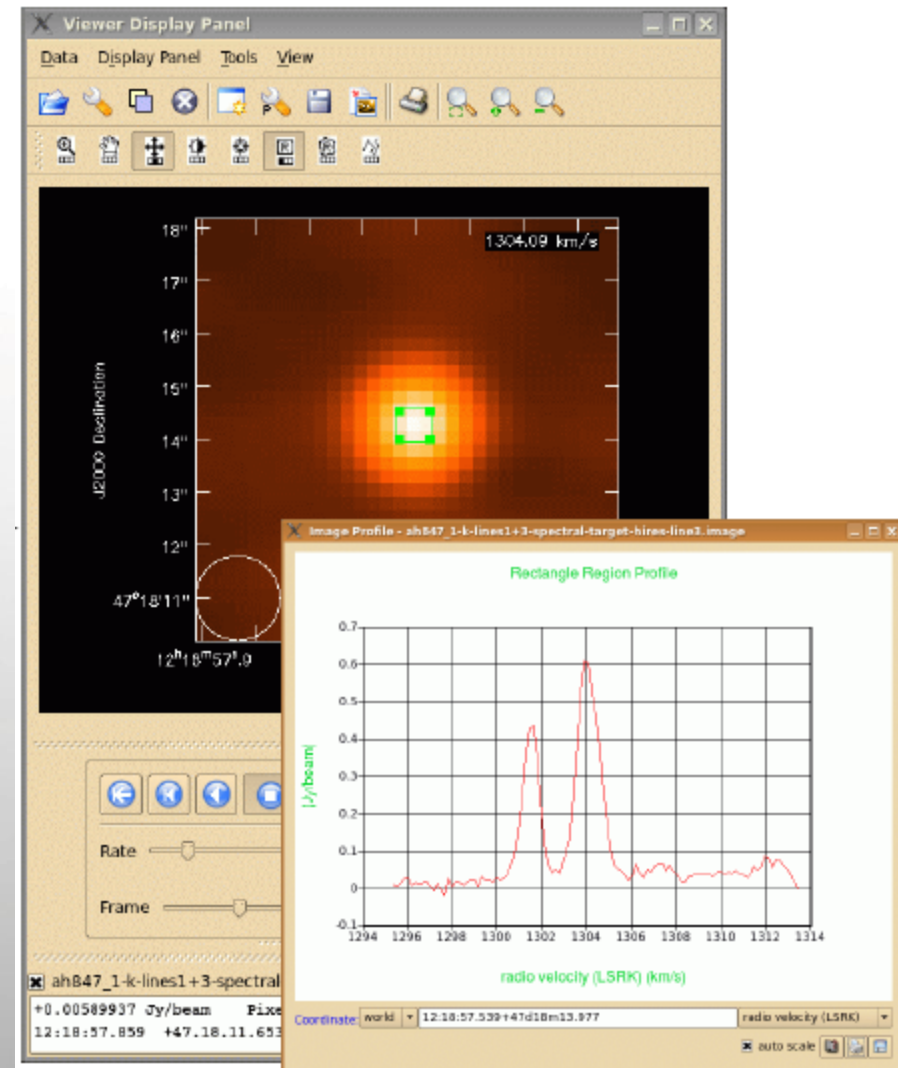 Viewer Display Panel
Data Display Panel Tools View
1304.09 km/s
18"
17"
16"
15"
14"
13"
12"
47°18'11"
J2000 Declination
12ʰ18ᵐ57ˢ.9
Image Profile - ah847_1-k-lines1+3-spectral-target-hires-line3.image
Rectangle Region Profile
0.7
0.6
0.5
0.4
0.3
0.2
0.1
0
-0.1
[Jy/beam]
1294 1296 1298 1300 1302 1304 1306 1308 1310 1312 1314
radio velocity (LSRK) (km/s)
Rate
Frame
ah847_1-k-lines1+3-spectral
+0.00589937 Jy/beam Pixe
12:18:57.859 +47.18.11.653
Coordinate: world 12:18:57.539+47d18m13.977 radio velocity (LSRK)
auto scale